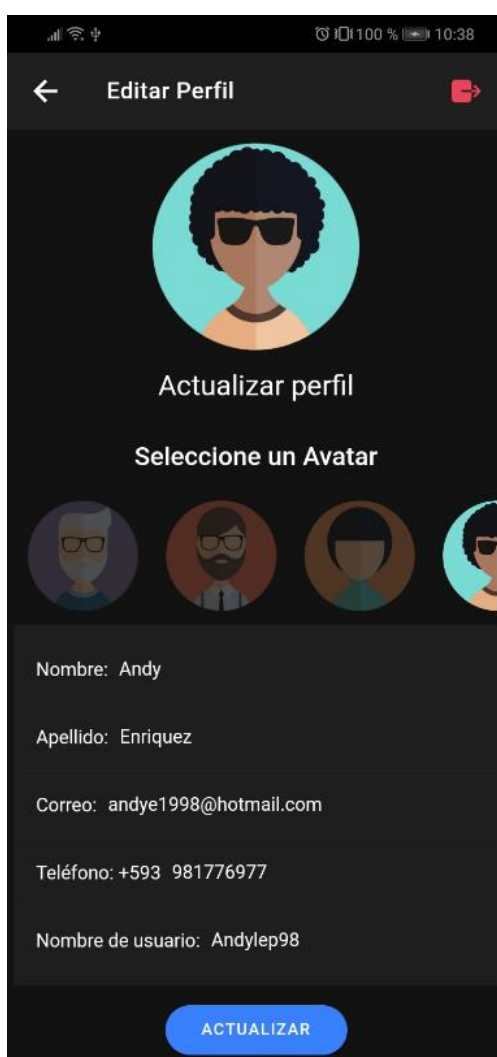 100 % 10:38
Editar Perfil
Actualizar perfil
Seleccione un Avatar
Nombre: Andy
Apellido: Enriquez
Correo: andye1998@hotmail.com
Teléfono: +593 981776977
Nombre de usuario: Andylep98
ACTUALIZAR